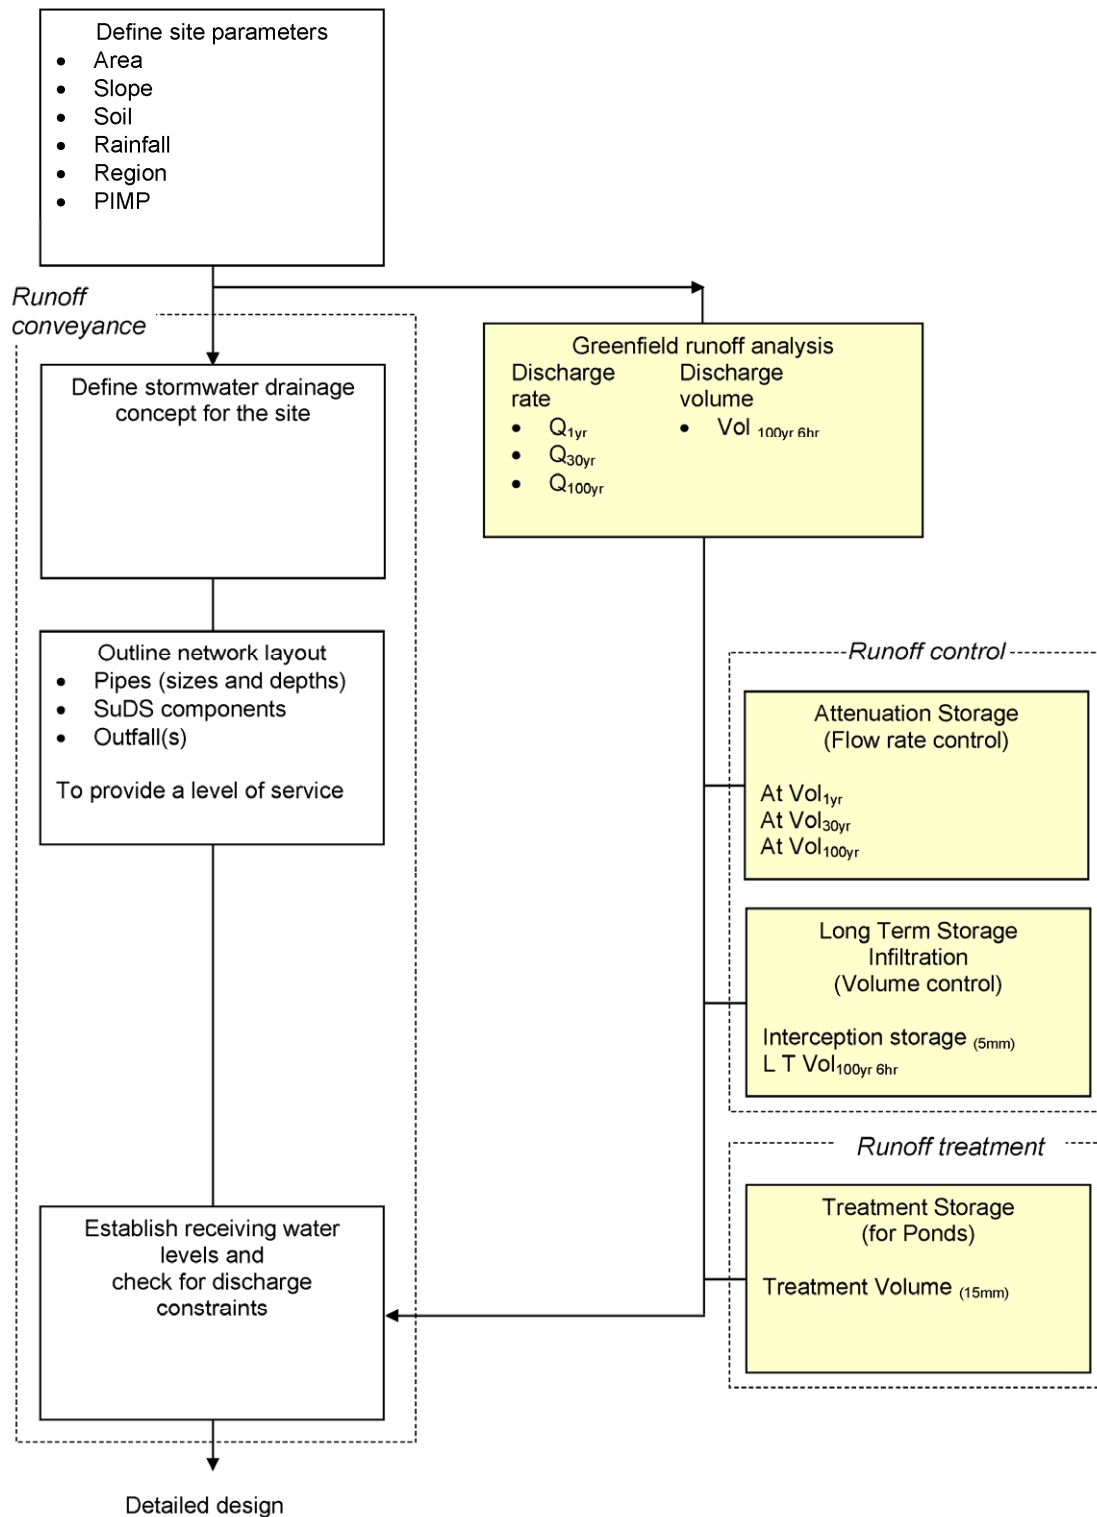 Define site parameters
• Area
• Slope
• Soil
• Rainfall
• Region
• PIMP
Runoff
conveyance
Define stormwater drainage
concept for the site
Outline network layout
• Pipes (sizes and depths)
• SuDS components
• Outfall(s)
To provide a level of service
Establish receiving water
levels and
check for discharge
constraints
Detailed design
Greenfield runoff analysis
Discharge
rate
• Q1yr
• Q30yr
• Q100yr
Discharge
volume
• Vol 100yr 6hr
Runoff control
Attenuation Storage
(Flow rate control)
At Vol1yr
At Vol30yr
At Vol100yr
Long Term Storage
Infiltration
(Volume control)
Interception storage (5mm)
L T Vol100yr 6hr
Runoff treatment
Treatment Storage
(for Ponds)
Treatment Volume (15mm)